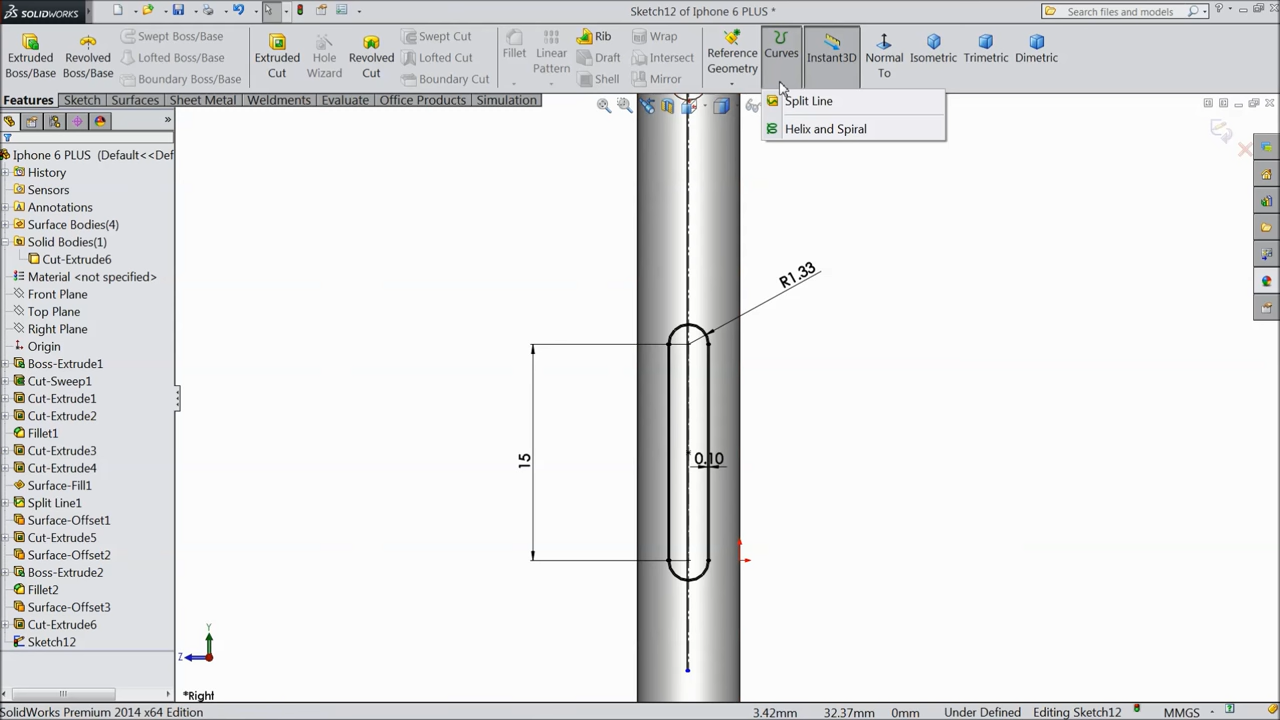 SOLIDWORKS
Sketch12 of Iphone 6 PLUS *
Search files and models
Extruded Boss/Base
Revolved Boss/Base
Swept Boss/Base
Lofted Boss/Base
Boundary Boss/Base
Extruded Cut
Hole Wizard
Revolved Cut
Swept Cut
Lofted Cut
Boundary Cut
Fillet
Linear Pattern
Rib
Draft
Shell
Wrap
Intersect
Mirror
Reference Geometry
Curves
Instant3D
Normal To
Isometric
Trimetric
Dimetric
Split Line
Helix and Spiral
Features
Sketch
Surfaces
Sheet Metal
Weldments
Evaluate
Office Products
Simulation
Iphone 6 PLUS (Default<<Def
History
Sensors
Annotations
Surface Bodies(4)
Solid Bodies(1)
Cut-Extrude6
Material <not specified>
Front Plane
Top Plane
Right Plane
Origin
Boss-Extrude1
Cut-Sweep1
Cut-Extrude1
Cut-Extrude2
Fillet1
Cut-Extrude3
Cut-Extrude4
Surface-Fill1
Split Line1
Surface-Offset1
Cut-Extrude5
Surface-Offset2
Boss-Extrude2
Fillet2
Surface-Offset3
Cut-Extrude6
Sketch12
R1.33
15
0.10
Y
Z
*Right
SolidWorks Premium 2014 x64 Edition
3.42mm
32.37mm
0mm
Under Defined
Editing Sketch12
MMGS